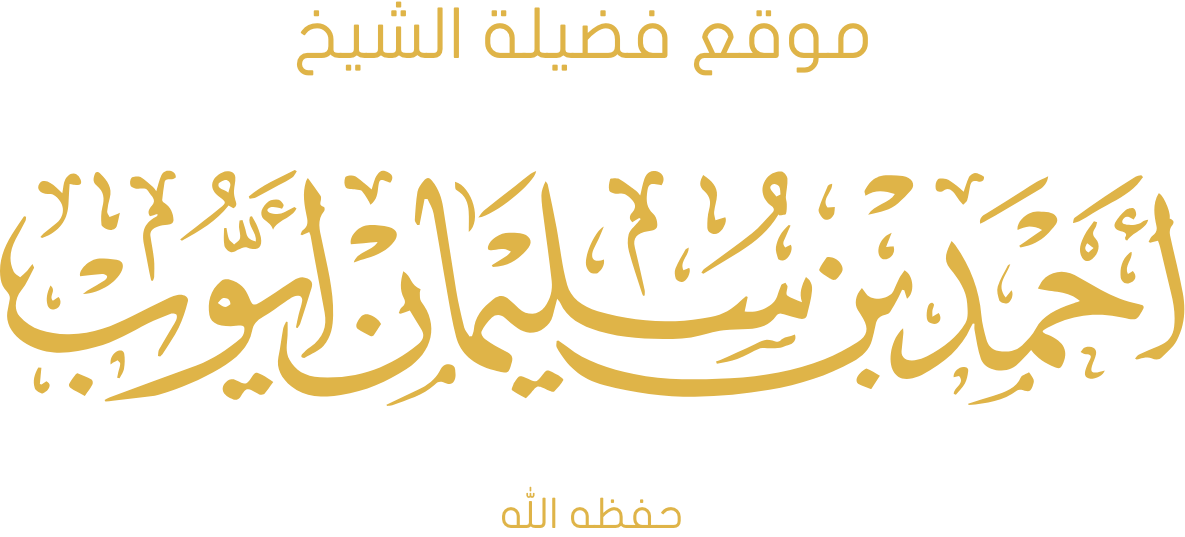 موقع فضيلة الشيخ
أحمد بن سليمان أيوب
حفظه الله